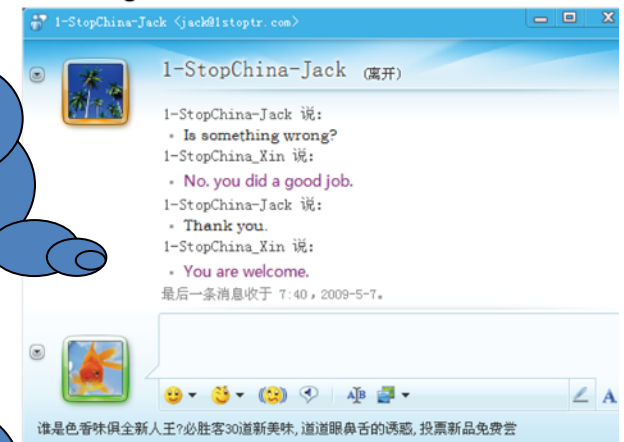 1-StopChina-Jack <jack@1stoptr.com>
1-StopChina-Jack (离开)
1-StopChina-Jack 说:
Is something wrong?
1-StopChina_Xin 说:
No. you did a good job.
1-StopChina-Jack 说:
Thank you.
1-StopChina_Xin 说:
You are welcome.
最后一条消息收于 7:40，2009-5-7。
谁是色香味俱全新人王?必胜客30道新美味, 道道眼鼻舌的诱惑, 投票新品免费尝